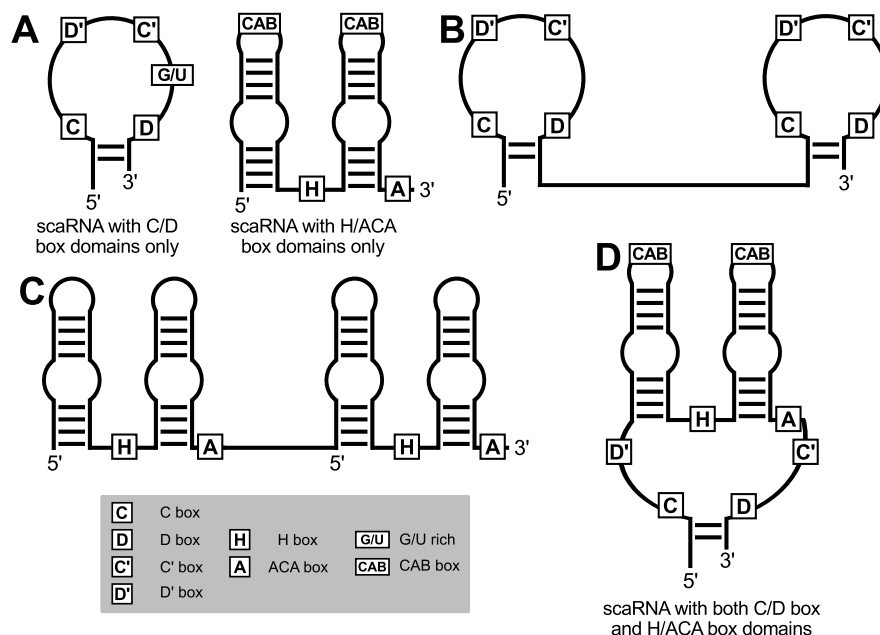 A
D'
C'
G/U
C
D
5'
3'
scaRNA with C/D
box domains only
CAB
CAB
H
A
5'
3'
scaRNA with H/ACA
box domains only
B
D'
C'
C
D
5'
D'
C'
C
D
3'
C
H
A
5'
H
A
5'
3'
D
CAB
CAB
H
A
D'
C'
C
D
5'
3'
scaRNA with both C/D box
and H/ACA box domains
C C box
D D box H H box G/U G/U rich
C' C' box A ACA box CAB CAB box
D' D' box